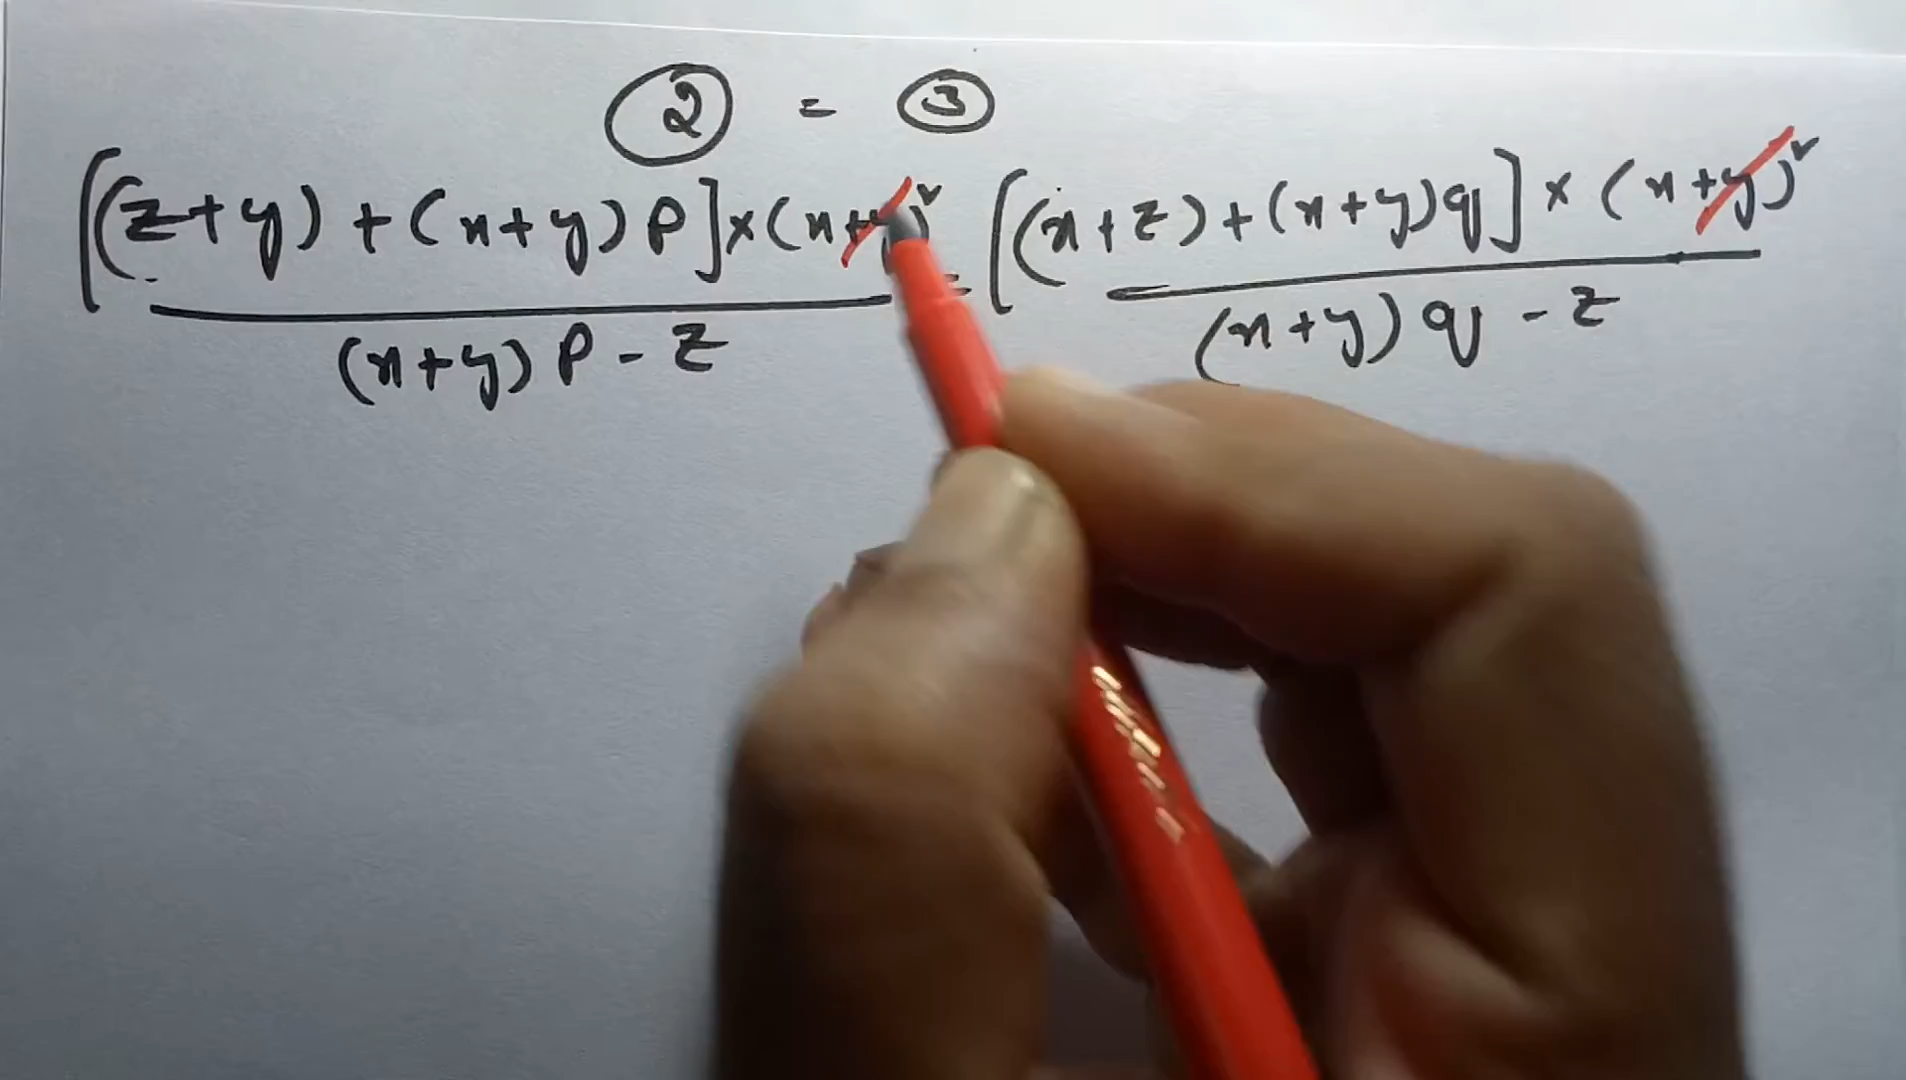 ② = ③
[(z+y) + (x+y) p] × (x+y)² = [(x+z) + (x+y) q] × (x+y)²
(x+y) p - z (x+y) q - z